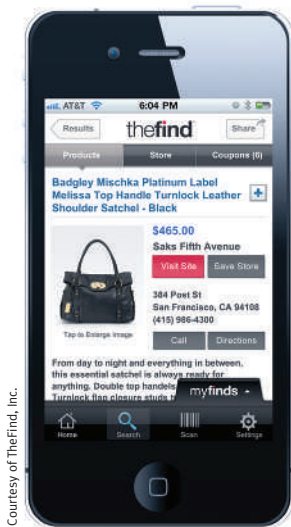 AT&T 6:04 PM
Results thefind Share
Products Store Coupons (6)
Badgley Mischka Platinum Label
Melissa Top Handle Turnlock Leather
Shoulder Satchel - Black
$465.00
Saks Fifth Avenue
Visit Site Save Store
384 Post St
San Francisco, CA 94108
(415) 986-4300
Tap to Enlarge Image
Call Directions
From day to night and everything in between,
this essential satchel is always ready for
anything. Double top handels,
Turnlock flap closure studs
myfinds
Home Search Scan Settings
Courtesy of TheFind, Inc.